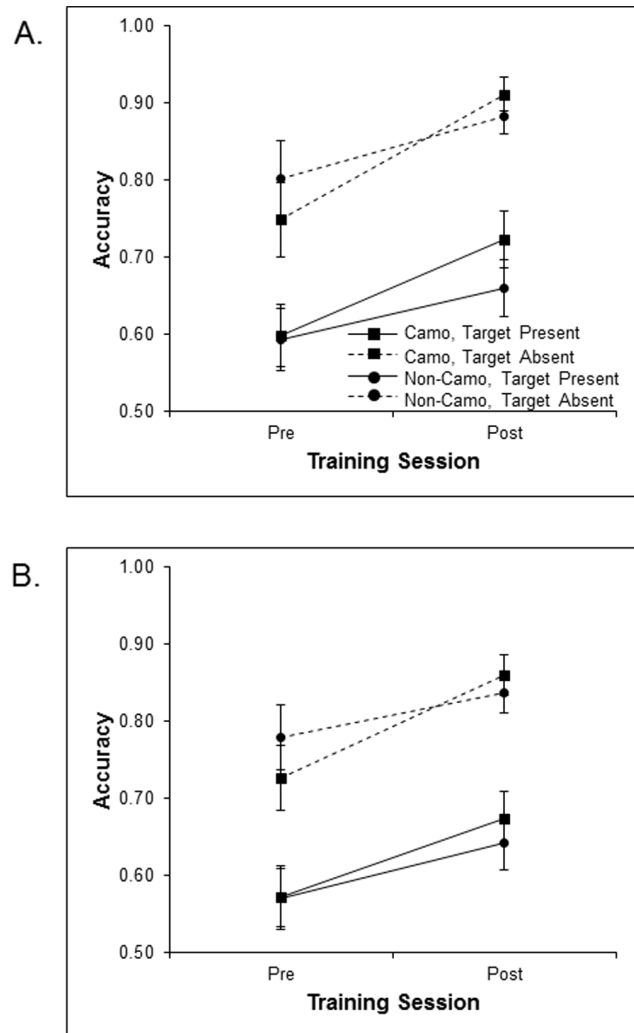 A.
1.00
0.90
0.80
0.70
0.60
0.50
Accuracy
Camo, Target Present
Camo, Target Absent
Non-Camo, Target Present
Non-Camo, Target Absent
Pre
Post
Training Session
B.
1.00
0.90
0.80
0.70
0.60
0.50
Accuracy
Pre
Post
Training Session